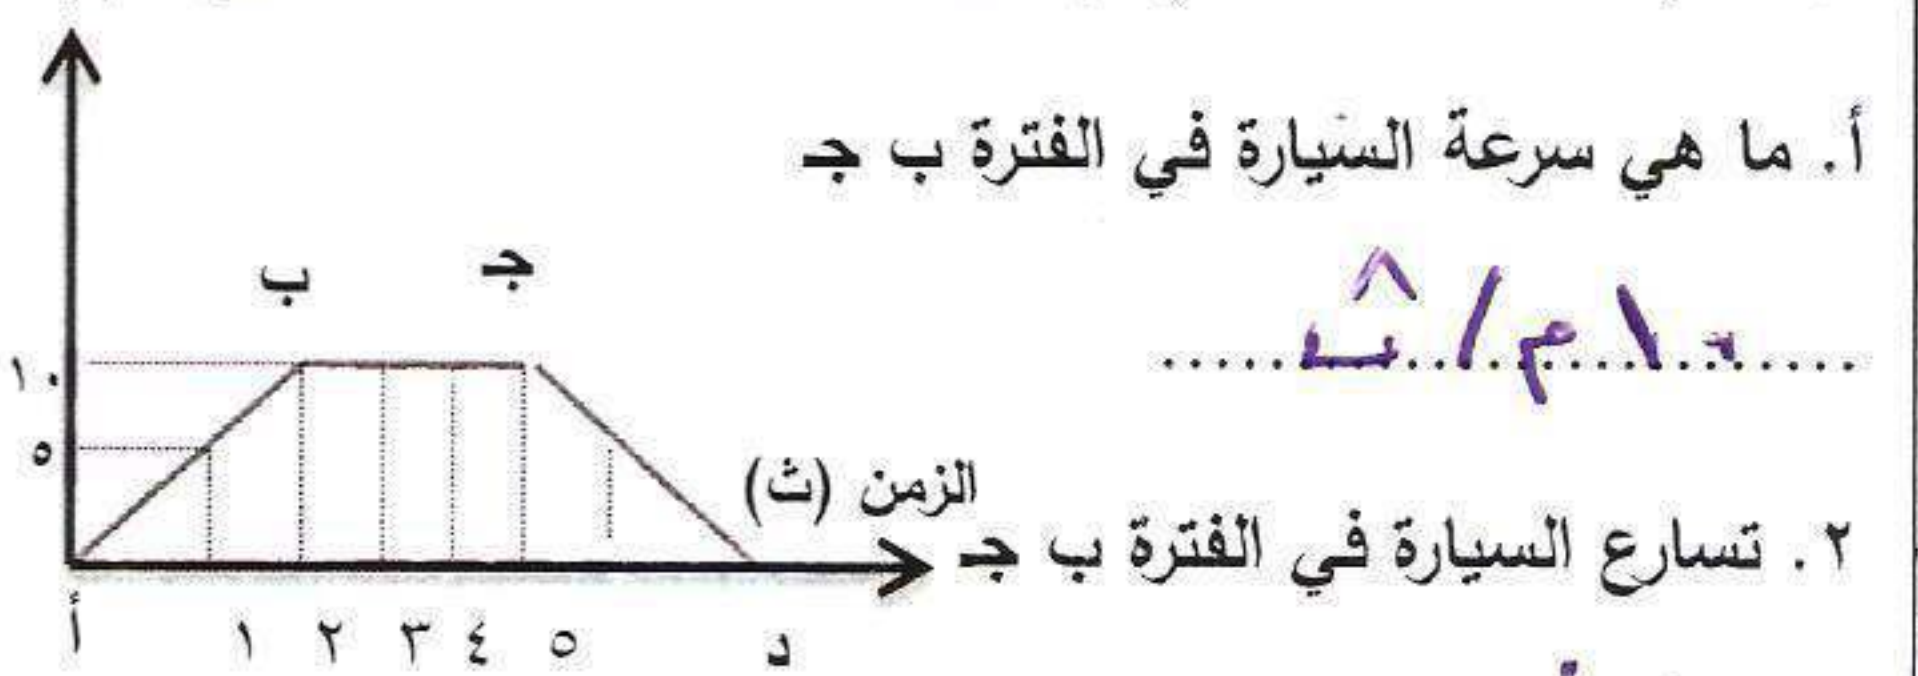 أ. ما هي سرعة السيارة في الفترة ب جـ
ب جـ
١٠ م/ث
١٠
٥
الزمن (ث)
٢. تسارع السيارة في الفترة ب جـ
أ ١ ٢ ٣ ٤ ٥ د